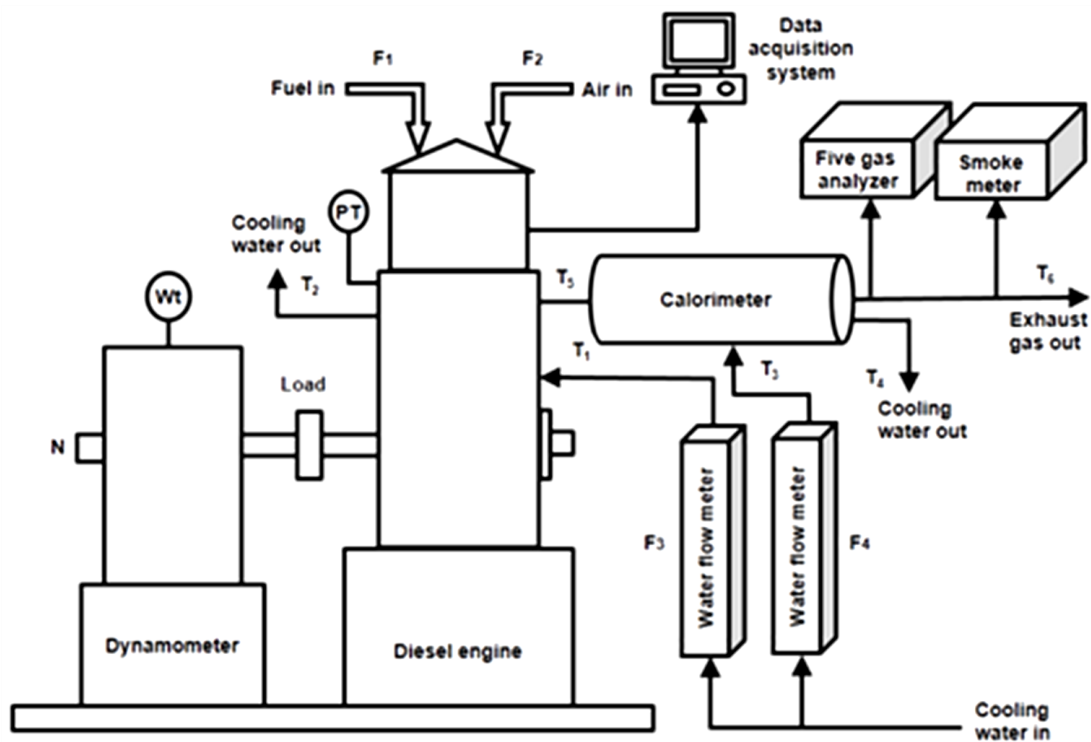 F1
F2
Fuel in
Air in
Data
acquisition
system
Five gas
analyzer
Smoke
meter
PT
Cooling
water out
T2
Wt
T5
Calorimeter
T6
Exhaust
gas out
T1
T3
T4
Cooling
water out
Load
N
F3
Water flow meter
Water flow meter
F4
Dynamometer
Diesel engine
Cooling
water in